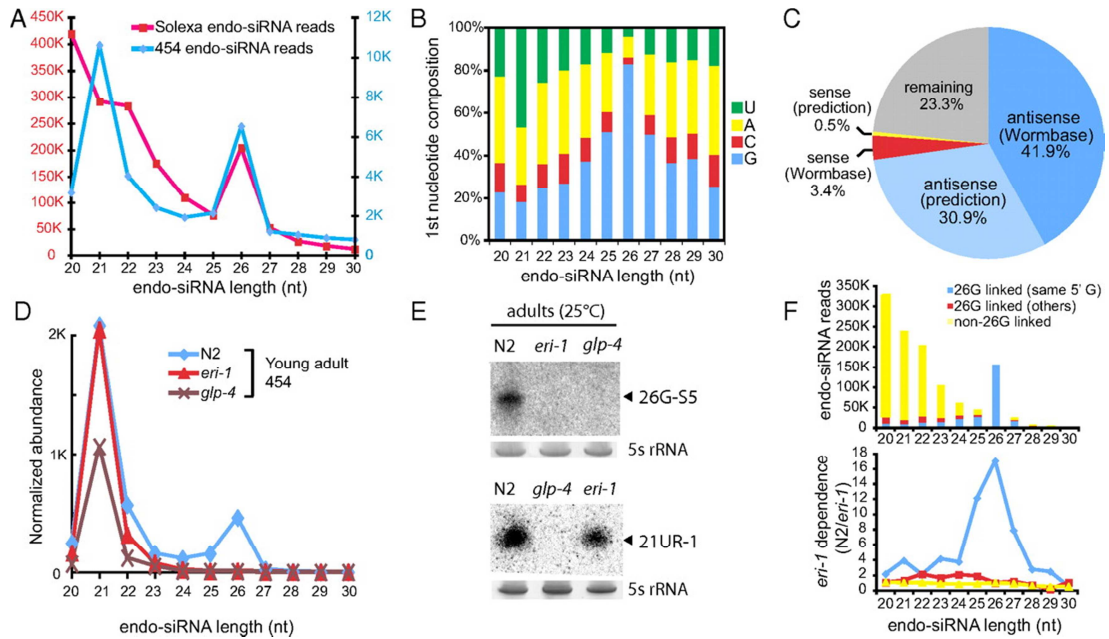 A
450K
400K
350K
300K
250K
200K
150K
100K
50K
0
Solexa endo-siRNA reads
454 endo-siRNA reads
12K
10K
8K
6K
4K
2K
0
20 21 22 23 24 25 26 27 28 29 30
endo-siRNA length (nt)
B
1st nucleotide composition
100%
80%
60%
40%
20%
0%
20 21 22 23 24 25 26 27 28 29 30
endo-siRNA length (nt)
U
A
C
G
C
remaining
23.3%
sense
(prediction)
0.5%
sense
(Wormbase)
3.4%
antisense
(Wormbase)
41.9%
antisense
(prediction)
30.9%
D
Normalized abundance
2K
1K
0
N2
eri-1
glp-4
Young adult
454
20 21 22 23 24 25 26 27 28 29 30
endo-siRNA length (nt)
E
adults (25°C)
N2 eri-1 glp-4
26G-S5
5s rRNA
N2 glp-4 eri-1
21UR-1
5s rRNA
F
endo-siRNA reads
350K
300K
250K
200K
150K
100K
50K
0
26G linked (same 5' G)
26G linked (others)
non-26G linked
20 21 22 23 24 25 26 27 28 29 30
eri-1 dependence
(N2/eri-1)
18
16
14
12
10
8
6
4
2
0
20 21 22 23 24 25 26 27 28 29 30
endo-siRNA length (nt)